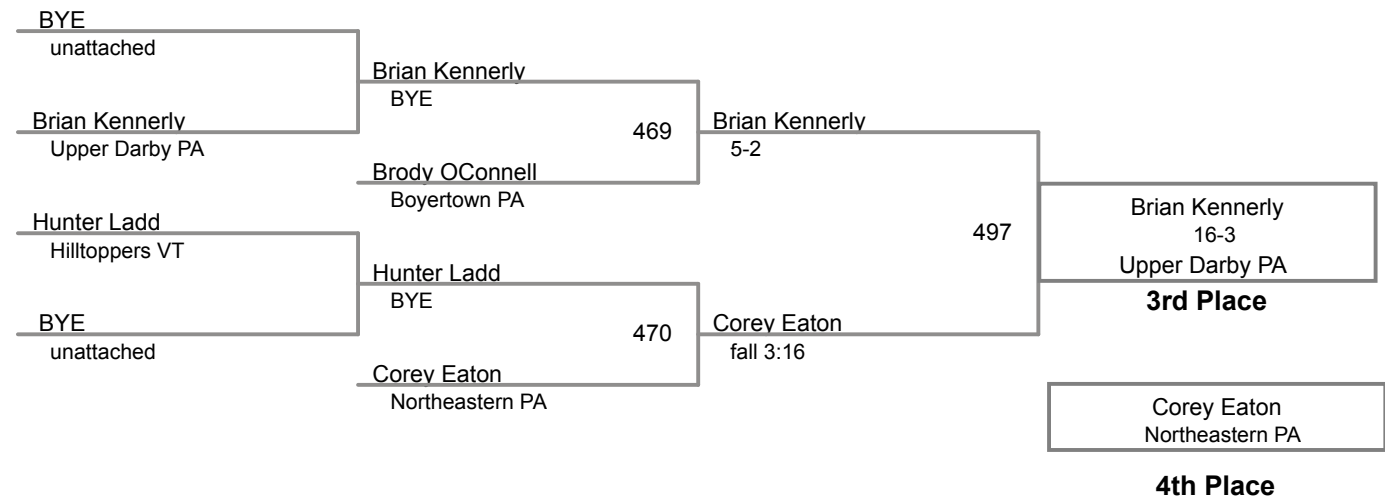 BYE
unattached
Brian Kennerly
BYE
Brian Kennerly
Upper Darby PA
469
Brian Kennerly
5-2
Brody OConnell
Boyertown PA
Hunter Ladd
Hilltoppers VT
497
Brian Kennerly
16-3
Upper Darby PA
3rd Place
Hunter Ladd
BYE
BYE
unattached
470
Corey Eaton
fall 3:16
Corey Eaton
Northeastern PA
Corey Eaton
Northeastern PA
4th Place